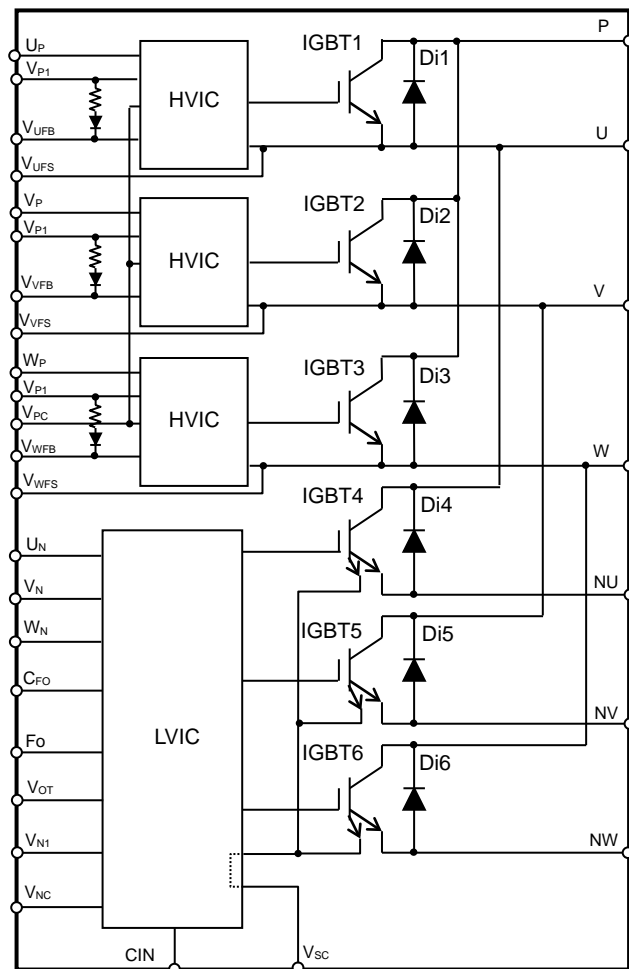 IGBT1
P
UP
VP1
Di1
HVIC
VUFB
U
VUFS
VP
IGBT2
VP1
Di2
HVIC
VVFB
V
VVFS
WP
IGBT3
VP1
Di3
VPC
HVIC
VWFB
W
VWFS
IGBT4
Di4
UN
NU
VN
WN
IGBT5
Di5
CFO
NV
LVIC
Fo
IGBT6
Di6
VOT
VN1
NW
VNC
CIN
VSC